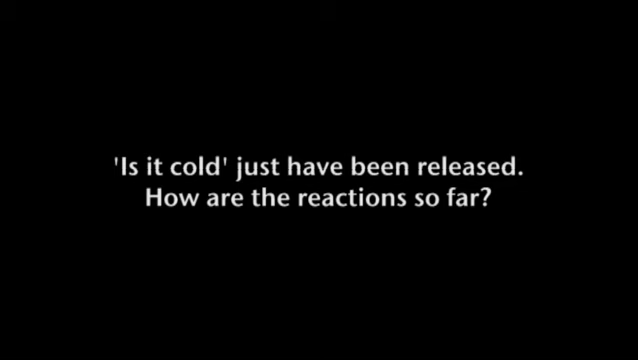 'Is it cold' just have been released.
How are the reactions so far?